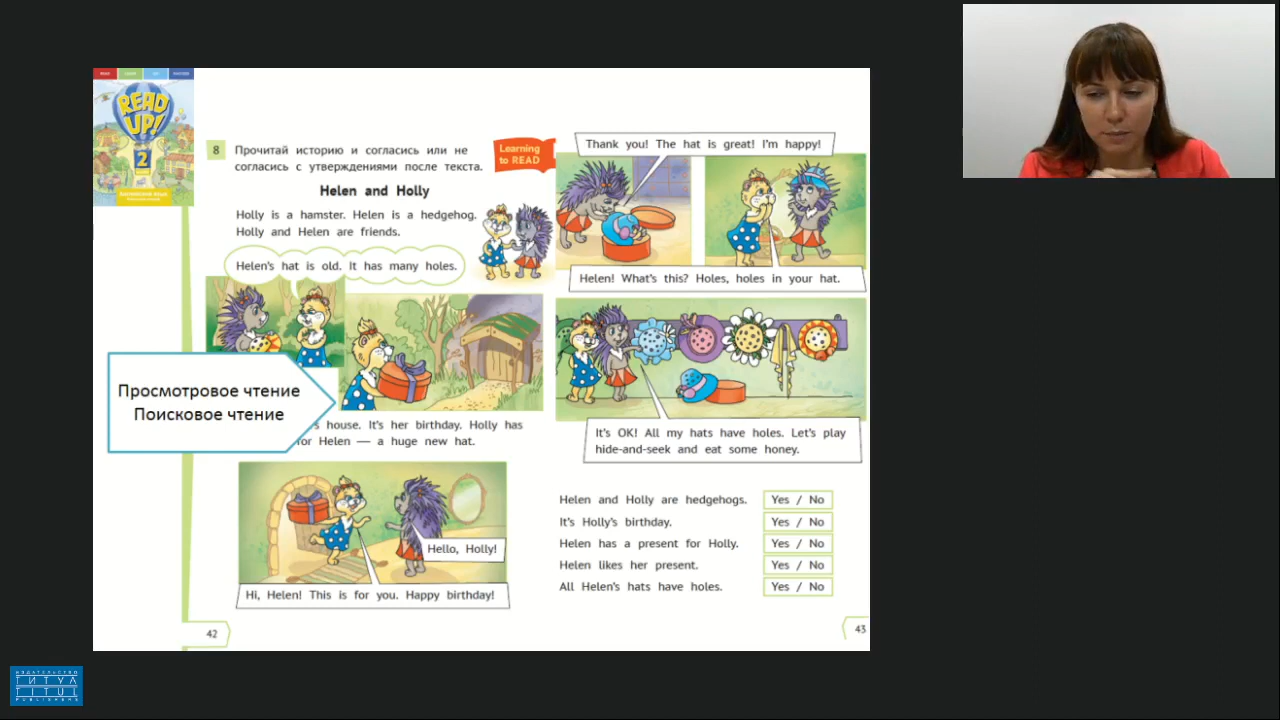 READ UP!
2
8
Прочитай историю и согласись или не
согласись с утверждениями после текста.
Learning
to READ
Helen and Holly
Holly is a hamster. Helen is a hedgehog.
Holly and Helen are friends.
Helen's hat is old. It has many holes.
Просмотровое чтение
Поисковое чтение
house. It's her birthday. Holly has
for Helen — a huge new hat.
Hello, Holly!
Hi, Helen! This is for you. Happy birthday!
42
Thank you! The hat is great! I'm happy!
Helen! What's this? Holes, holes in your hat.
It's OK! All my hats have holes. Let's play
hide-and-seek and eat some honey.
Helen and Holly are hedgehogs. Yes / No
It's Holly's birthday. Yes / No
Helen has a present for Holly. Yes / No
Helen likes her present. Yes / No
All Helen's hats have holes. Yes / No
43
ИЗДАТЕЛЬСТВО
ТИТУЛ
TITUL
PUBLISHERS